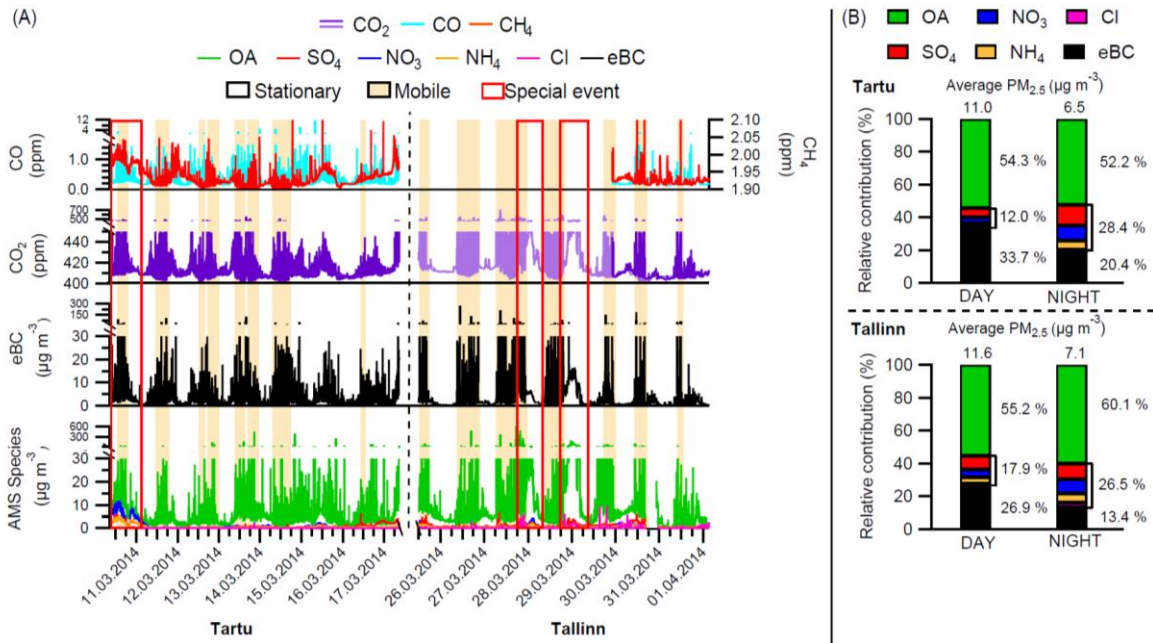 (A)
CO₂ CO CH₄
OA SO₄ NO₃ NH₄ Cl eBC
Stationary Mobile Special event
12
4
1.0
0.0
CO
(ppm)
2.10
2.05
2.00
1.95
1.90
CH₄
(ppm)
700
500
440
420
400
CO₂
(ppm)
300
150
30
20
10
0
eBC
(µg m⁻³)
600
300
30
20
10
0
AMS Species
(µg m⁻³)
11.03.2014
12.03.2014
13.03.2014
14.03.2014
15.03.2014
16.03.2014
17.03.2014
26.03.2014
27.03.2014
28.03.2014
29.03.2014
30.03.2014
31.03.2014
01.04.2014
Tartu
Tallinn
(B)
OA NO₃ Cl
SO₄ NH₄ eBC
Tartu
Average PM₂.₅ (µg m⁻³)
11.0 6.5
Relative contribution (%)
100
80
60
40
20
0
54.3 %
12.0 %
33.7 %
52.2 %
28.4 %
20.4 %
DAY NIGHT
Tallinn
Average PM₂.₅ (µg m⁻³)
11.6 7.1
Relative contribution (%)
100
80
60
40
20
0
55.2 %
17.9 %
26.9 %
60.1 %
26.5 %
13.4 %
DAY NIGHT